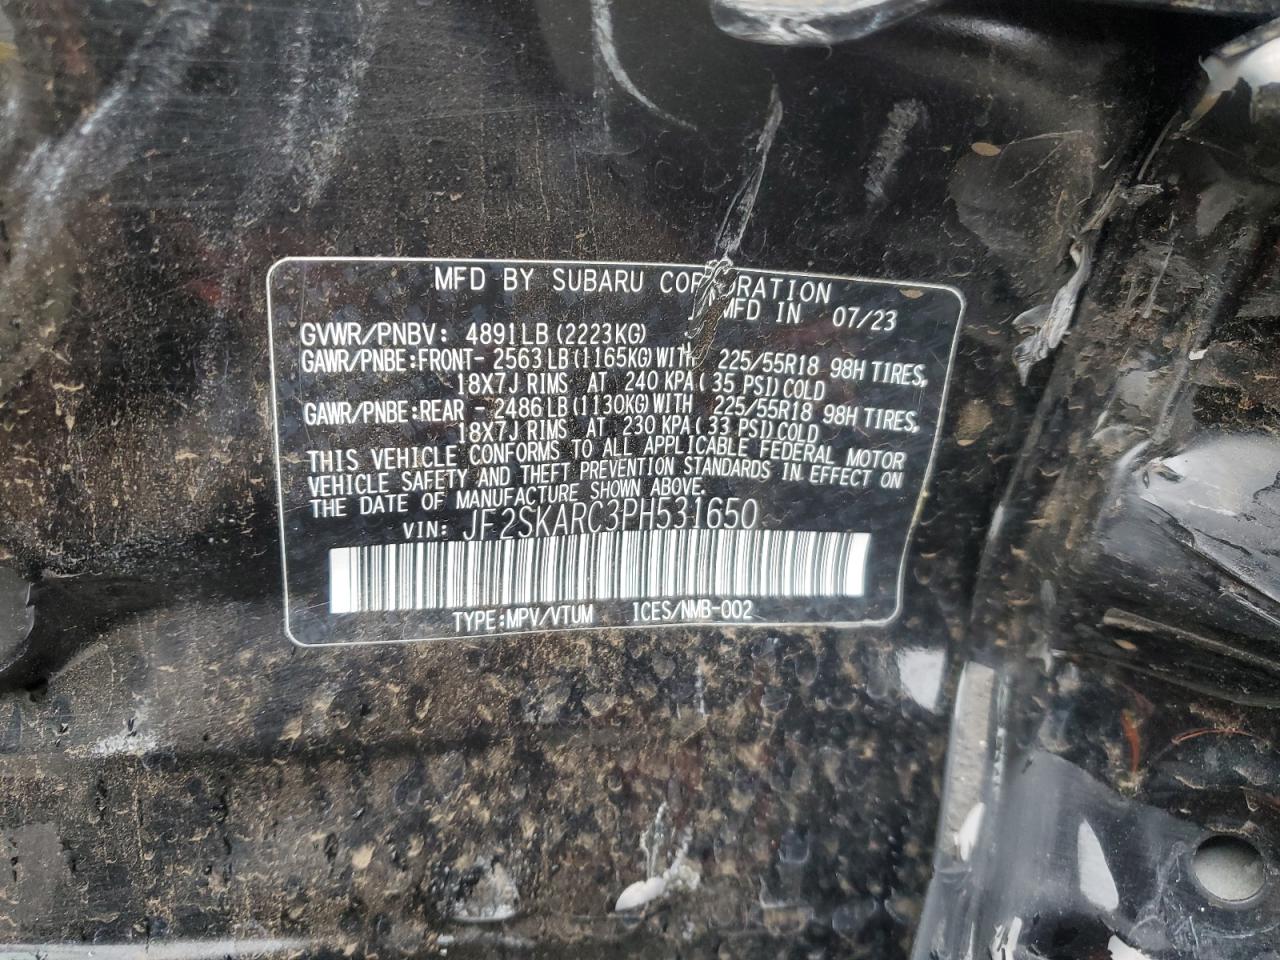 MFD BY SUBARU CORPORATION
MFD IN 07/23
GVWR/PNBV: 4891LB(2223KG)
GAWR/PNBE:FRONT- 2563LB(1165KG)WITH 225/55R18 98H TIRES,
18X7J RIMS AT 240 KPA( 35 PSI)COLD
GAWR/PNBE:REAR - 2486LB(1130KG)WITH 225/55R18 98H TIRES,
18X7J RIMS AT 230 KPA( 33 PSI)COLD
THIS VEHICLE CONFORMS TO ALL APPLICABLE FEDERAL MOTOR
VEHICLE SAFETY AND THEFT PREVENTION STANDARDS IN EFFECT ON
THE DATE OF MANUFACTURE SHOWN ABOVE.
VIN: JF2SKARC3PH531650
TYPE:MPV/VTUM ICES/NMB-002